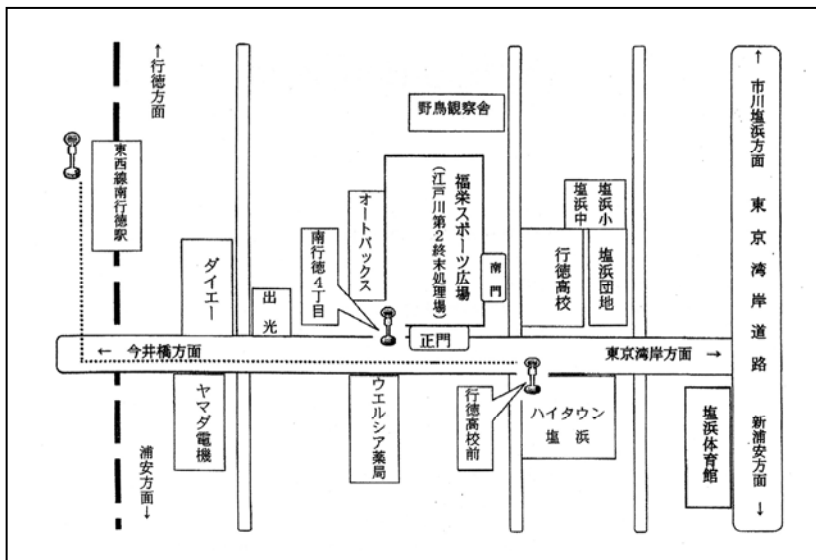 ↑行徳方面
東西線南行徳駅
ダイエー
出光
南行徳4丁目
オートバックス
野鳥観察舎
福栄スポーツ広場
(江戸川第2終末処理場)
南門
正門
行徳高校
塩浜中
塩浜小
塩浜団地
↑市川塩浜方面
東京湾岸道路
新浦安方面↓
← 今井橋方面
東京湾岸方面 →
ヤマダ電機
ウエルシア薬局
行徳高校前
ハイタウン
塩浜
塩浜体育館
浦安方面↓